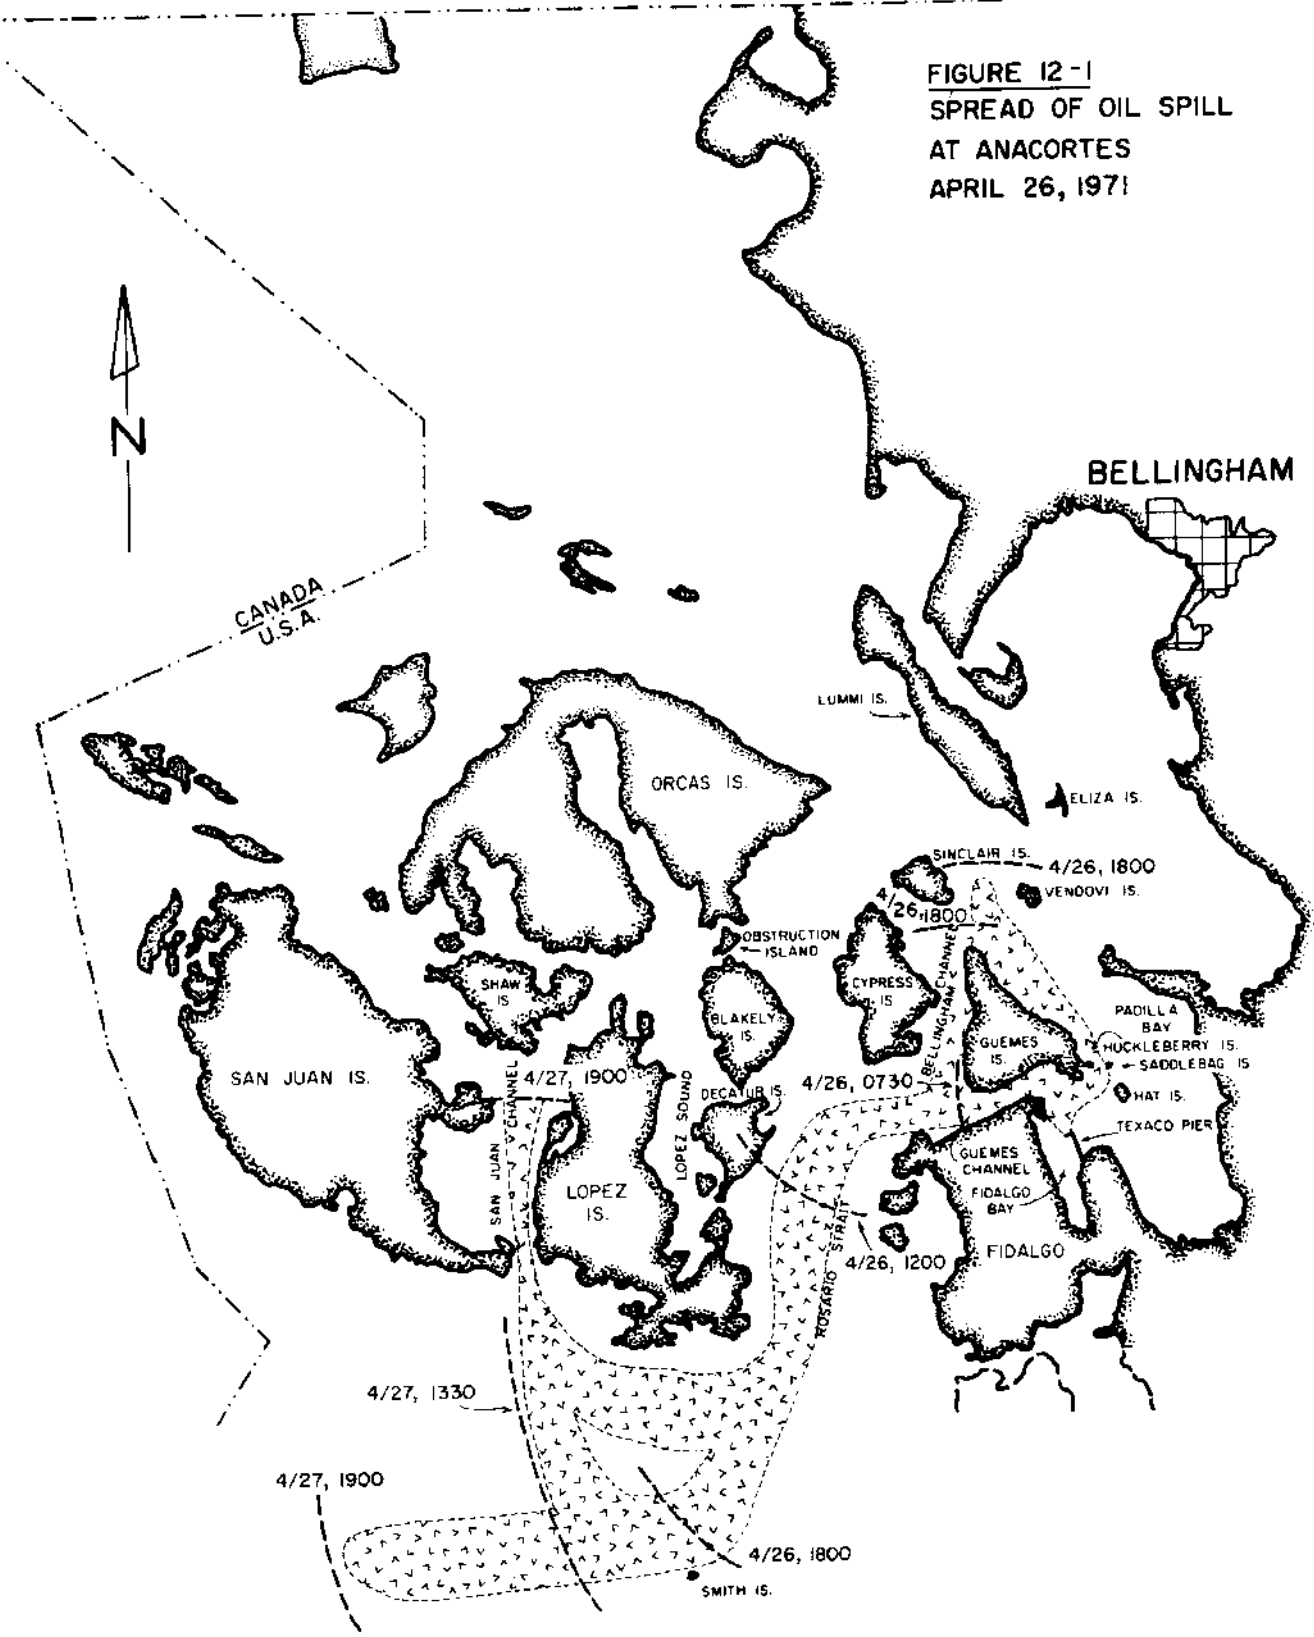 FIGURE 12-1
SPREAD OF OIL SPILL
AT ANACORTES
APRIL 26, 1971
N
BELLINGHAM
CANADA
U.S.A.
LUMMI IS.
ORCAS IS.
ELIZA IS.
SINCLAIR IS.
4/26, 1800
VENDOVI IS.
4/26, 1800
OBSTRUCTION
ISLAND
BELLINGHAM CHANNEL
SHAW
IS
CYPRESS
IS
BLAKELY
IS.
PADILLA
BAY
GUEMES
IS.
HUCKLEBERRY IS.
SADDLEBAG IS
SAN JUAN IS.
4/27, 1900
4/26, 0730
DECATUR IS.
HAT IS.
TEXACO PIER
SAN JUAN CHANNEL
LOPEZ SOUND
GUEMES
CHANNEL
FIDALGO
BAY
LOPEZ
IS.
FIDALGO
4/26, 1200
ROSARIO STRAIT
4/27, 1330
4/27, 1900
4/26, 1800
SMITH IS.